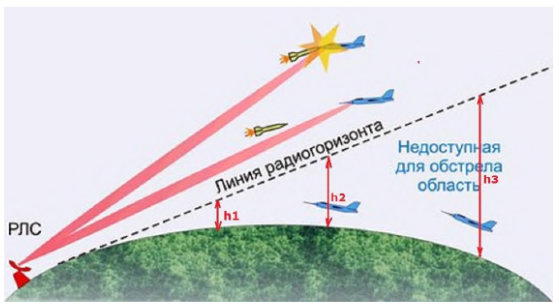 Линия радиогоризонта
Недоступная
для обстрела
область
h3
h2
h1
РЛС